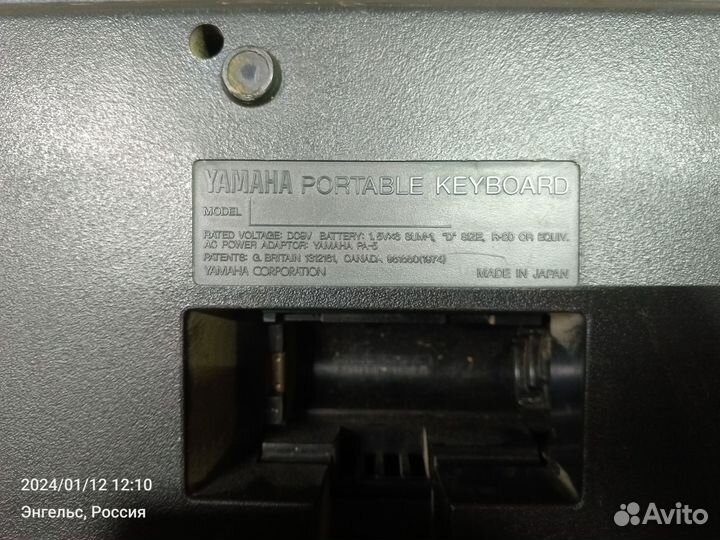 YAMAHA PORTABLE KEYBOARD
MODEL
RATED VOLTAGE: DC9V BATTERY: 1.5V×6 SUM-1, "D" SIZE, R-20 OR EQUIV.
AC POWER ADAPTOR: YAMAHA PA-5
PATENTS: G. BRITAIN 1312161, CANADA (1974)
YAMAHA CORPORATION MADE IN JAPAN
2024/01/12 12:10
Энгельс, Россия
Avito